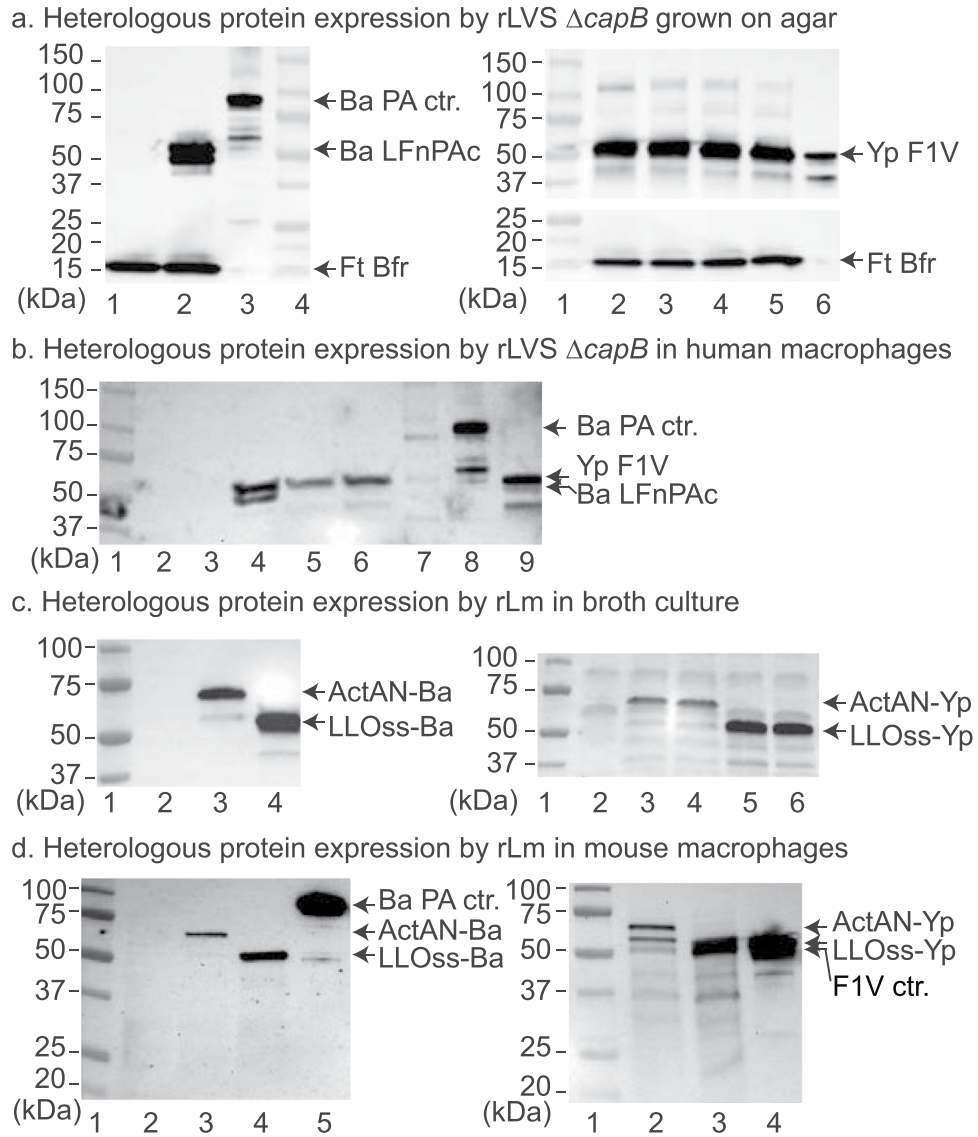 a. Heterologous protein expression by rLVS ΔcapB grown on agar
150
100
75
50
37
25
20
15
(kDa)
1 2 3 4
Ba PA ctr.
Ba LFnPAc
Ft Bfr
150
100
75
50
37
25
20
15
(kDa)
1 2 3 4 5 6
Yp F1V
Ft Bfr
b. Heterologous protein expression by rLVS ΔcapB in human macrophages
150
100
75
50
37
(kDa)
1 2 3 4 5 6 7 8 9
Ba PA ctr.
Yp F1V
Ba LFnPAc
c. Heterologous protein expression by rLm in broth culture
100
75
50
37
(kDa)
1 2 3 4
ActAN-Ba
LLOss-Ba
100
75
50
37
(kDa)
1 2 3 4 5 6
ActAN-Yp
LLOss-Yp
d. Heterologous protein expression by rLm in mouse macrophages
100
75
50
37
25
20
(kDa)
1 2 3 4 5
Ba PA ctr.
ActAN-Ba
LLOss-Ba
100
75
50
37
25
20
(kDa)
1 2 3 4
ActAN-Yp
LLOss-Yp
F1V ctr.